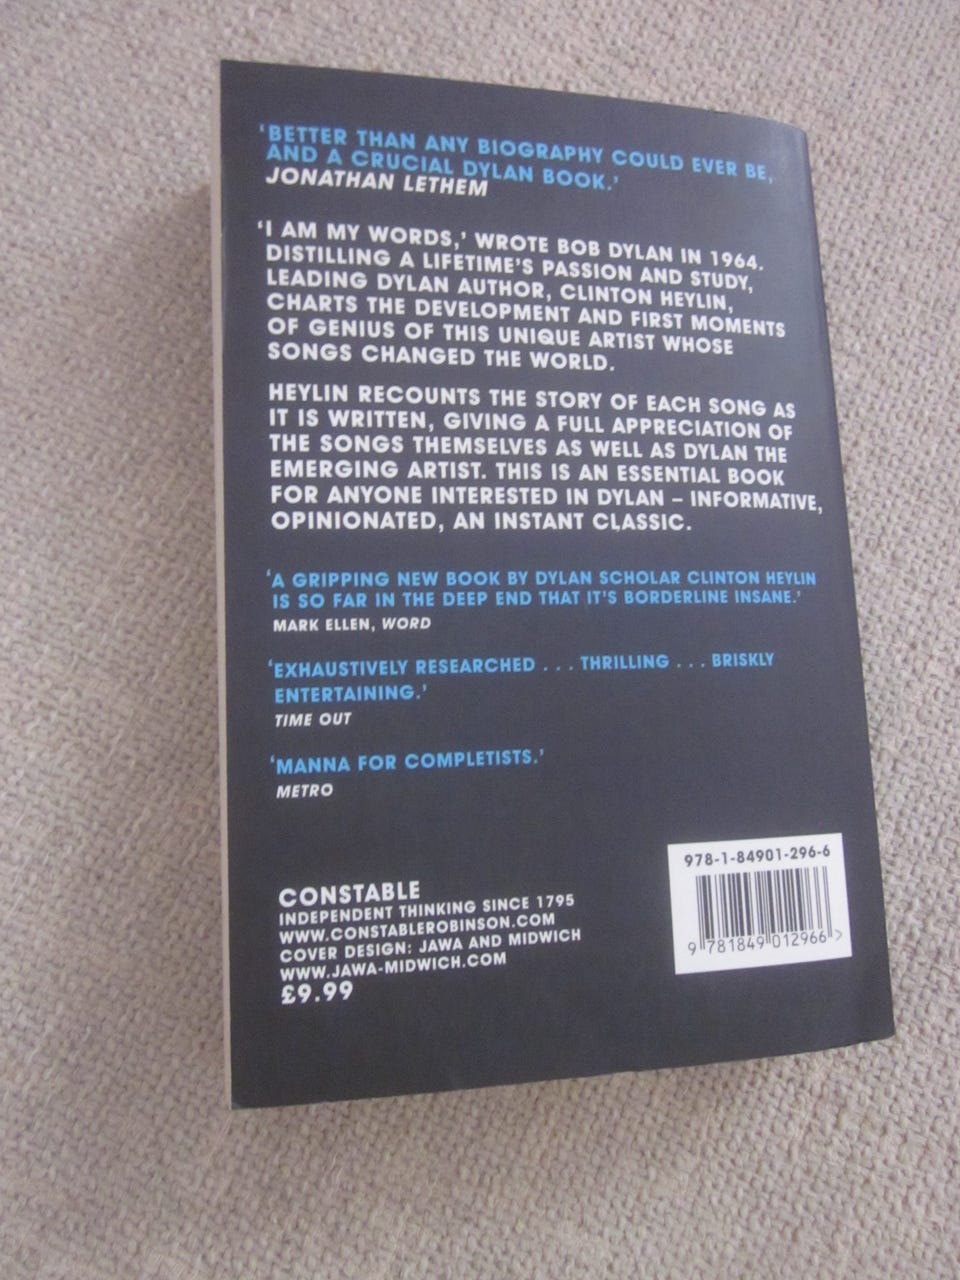 ‘BETTER THAN ANY BIOGRAPHY COULD EVER BE,
AND A CRUCIAL DYLAN BOOK.’
JONATHAN LETHEM
‘I AM MY WORDS,’ WROTE BOB DYLAN IN 1964.
DISTILLING A LIFETIME’S PASSION AND STUDY,
LEADING DYLAN AUTHOR, CLINTON HEYLIN,
CHARTS THE DEVELOPMENT AND FIRST MOMENTS
OF GENIUS OF THIS UNIQUE ARTIST WHOSE
SONGS CHANGED THE WORLD.
HEYLIN RECOUNTS THE STORY OF EACH SONG AS
IT IS WRITTEN, GIVING A FULL APPRECIATION OF
THE SONGS THEMSELVES AS WELL AS DYLAN THE
EMERGING ARTIST. THIS IS AN ESSENTIAL BOOK
FOR ANYONE INTERESTED IN DYLAN – INFORMATIVE,
OPINIONATED, AN INSTANT CLASSIC.
‘A GRIPPING NEW BOOK BY DYLAN SCHOLAR CLINTON HEYLIN
IS SO FAR IN THE DEEP END THAT IT’S BORDERLINE INSANE.’
MARK ELLEN, WORD
‘EXHAUSTIVELY RESEARCHED . . . THRILLING . . . BRISKLY
ENTERTAINING.’
TIME OUT
‘MANNA FOR COMPLETISTS.’
METRO
CONSTABLE
INDEPENDENT THINKING SINCE 1795
WWW.CONSTABLEROBINSON.COM
COVER DESIGN: JAWA AND MIDWICH
WWW.JAWA-MIDWICH.COM
£9.99
978-1-84901-296-6
9 781849 012966 >